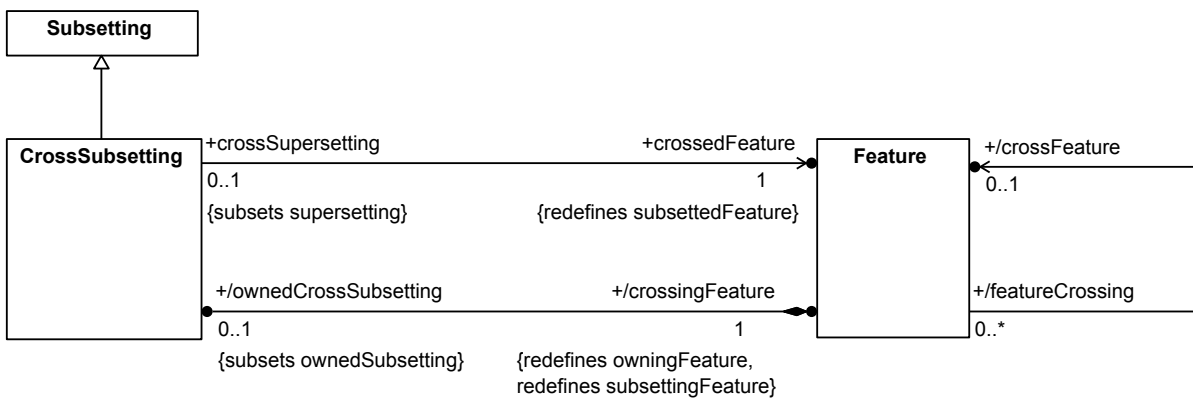 Subsetting
CrossSubsetting
+crossSupersetting
0..1
{subsets supersetting}
+crossedFeature
1
{redefines subsettedFeature}
+/ownedCrossSubsetting
0..1
{subsets ownedSubsetting}
+/crossingFeature
1
{redefines owningFeature,
redefines subsettingFeature}
Feature
+/crossFeature
0..1
+/featureCrossing
0..*